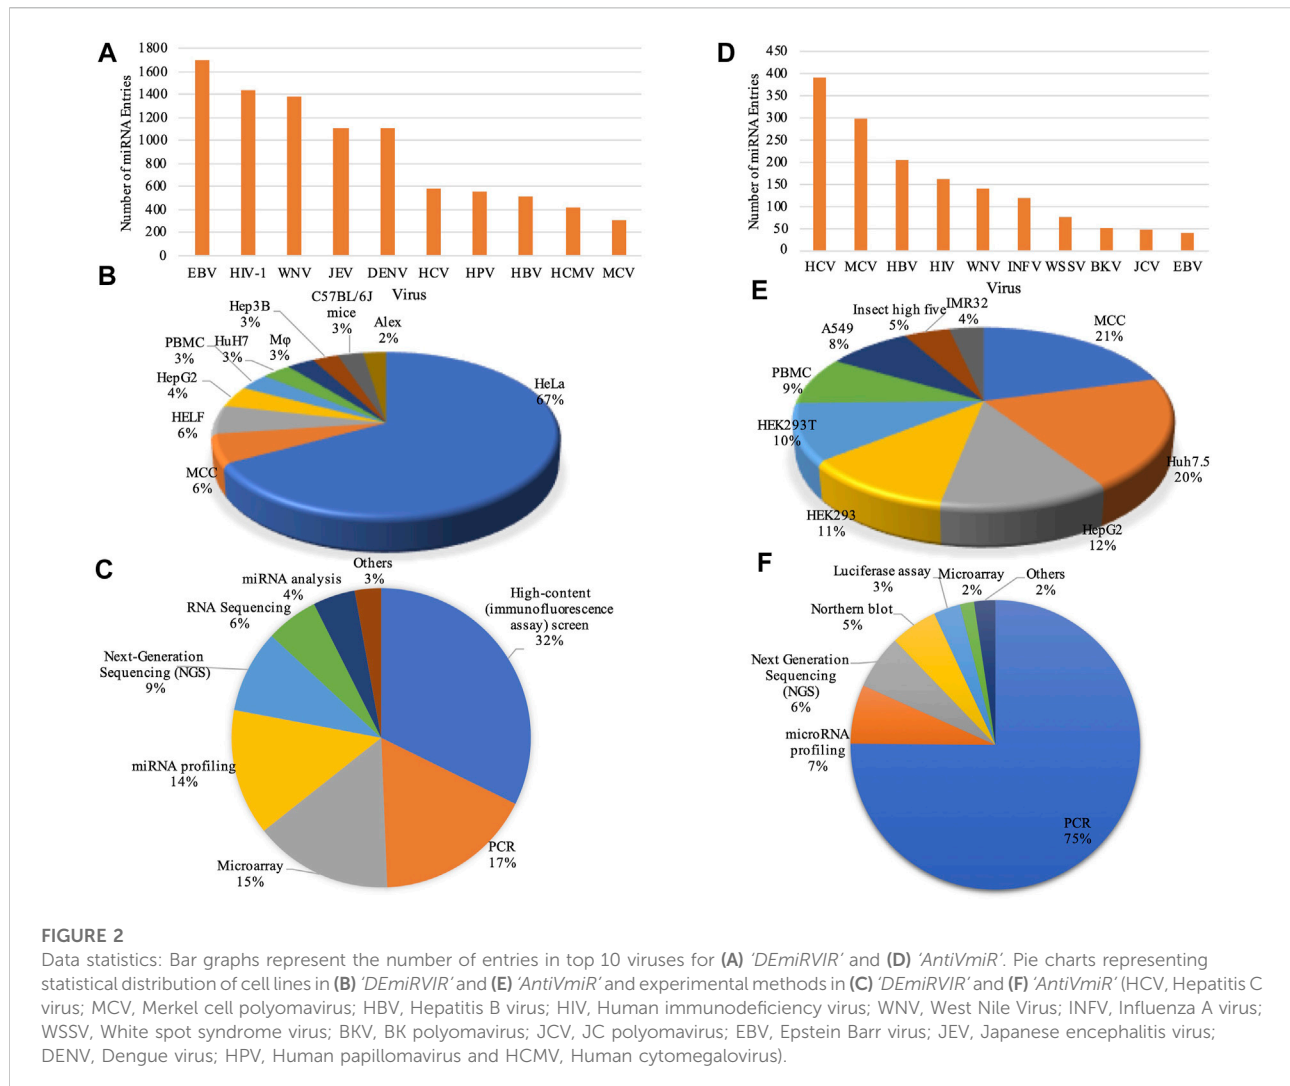 A
1800
1600
1400
1200
1000
800
600
400
200
0
Number of miRNA Entries
EBV HIV-1 WNV JEV DENV HCV HPV HBV HCMV MCV
Virus
D
450
400
350
300
250
200
150
100
50
0
Number of miRNA Entries
HCV MCV HBV HIV WNV INFV WSSV BKV JCV EBV
Virus
B
HeLa
67%
MCC
6%
HELF
6%
HepG2
4%
PBMC
3%
HuH7
3%
Mφ
3%
Hep3B
3%
C57BL/6J
mice
3%
Alex
2%
E
MCC
21%
Huh7.5
20%
HepG2
12%
HEK293
11%
HEK293T
10%
PBMC
9%
A549
8%
Insect high five
5%
IMR32
4%
C
High-content
(immunofluorescence
assay) screen
32%
PCR
17%
Microarray
15%
miRNA profiling
14%
Next-Generation
Sequencing (NGS)
9%
RNA Sequencing
6%
miRNA analysis
4%
Others
3%
F
PCR
75%
microRNA
profiling
7%
Next Generation
Sequencing
(NGS)
6%
Northern blot
5%
Luciferase assay
3%
Microarray
2%
Others
2%
FIGURE 2
Data statistics: Bar graphs represent the number of entries in top 10 viruses for (A) 'DEmiRVIR' and (D) 'AntiVmiR'. Pie charts representing
statistical distribution of cell lines in (B) 'DEmiRVIR' and (E) 'AntiVmiR' and experimental methods in (C) 'DEmiRVIR' and (F) 'AntiVmiR' (HCV, Hepatitis C
virus; MCV, Merkel cell polyomavirus; HBV, Hepatitis B virus; HIV, Human immunodeficiency virus; WNV, West Nile Virus; INFV, Influenza A virus;
WSSV, White spot syndrome virus; BKV, BK polyomavirus; JCV, JC polyomavirus; EBV, Epstein Barr virus; JEV, Japanese encephalitis virus;
DENV, Dengue virus; HPV, Human papillomavirus and HCMV, Human cytomegalovirus).